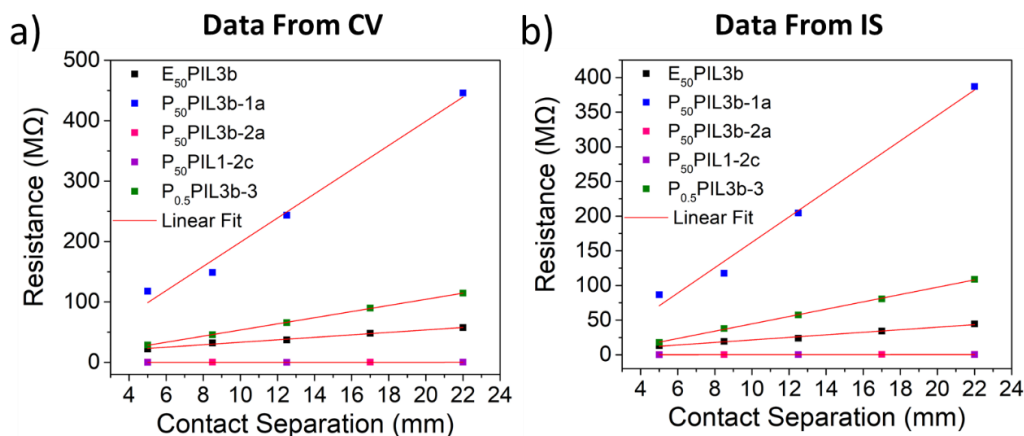 a)
Data From CV
500
400
300
200
100
0
Resistance (MΩ)
E₅₀PIL3b
P₅₀PIL3b-1a
P₅₀PIL3b-2a
P₅₀PIL1-2c
P₀.₅PIL3b-3
Linear Fit
4 6 8 10 12 14 16 18 20 22 24
Contact Separation (mm)
b)
Data From IS
400
350
300
250
200
150
100
50
0
Resistance (MΩ)
E₅₀PIL3b
P₅₀PIL3b-1a
P₅₀PIL3b-2a
P₅₀PIL1-2c
P₀.₅PIL3b-3
Linear Fit
4 6 8 10 12 14 16 18 20 22 24
Contact Separation (mm)